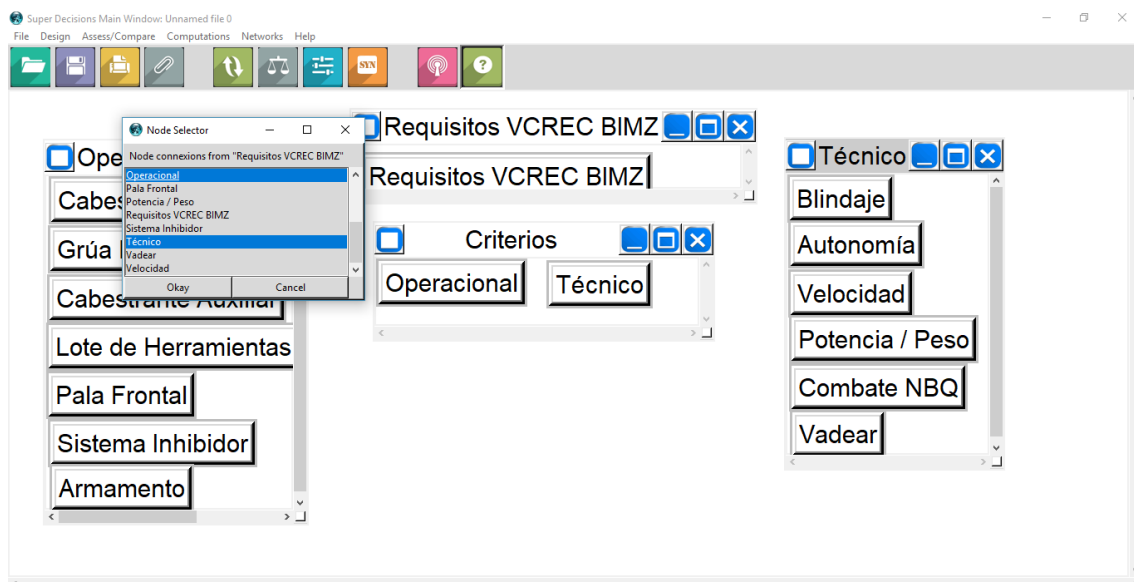 Super Decisions Main Window: Unnamed file 0
File Design Assess/Compare Computations Networks Help
SYN
?
Node Selector
Node connexions from "Requisitos VCREC BIMZ"
Operacional
Pala Frontal
Potencia / Peso
Requisitos VCREC BIMZ
Sistema Inhibidor
Técnico
Vadear
Velocidad
Okay Cancel
Ope
Cabes
Grúa
Cabestrante Auxiliar
Lote de Herramientas
Pala Frontal
Sistema Inhibidor
Armamento
Requisitos VCREC BIMZ
Requisitos VCREC BIMZ
Criterios
Operacional Técnico
Técnico
Blindaje
Autonomía
Velocidad
Potencia / Peso
Combate NBQ
Vadear